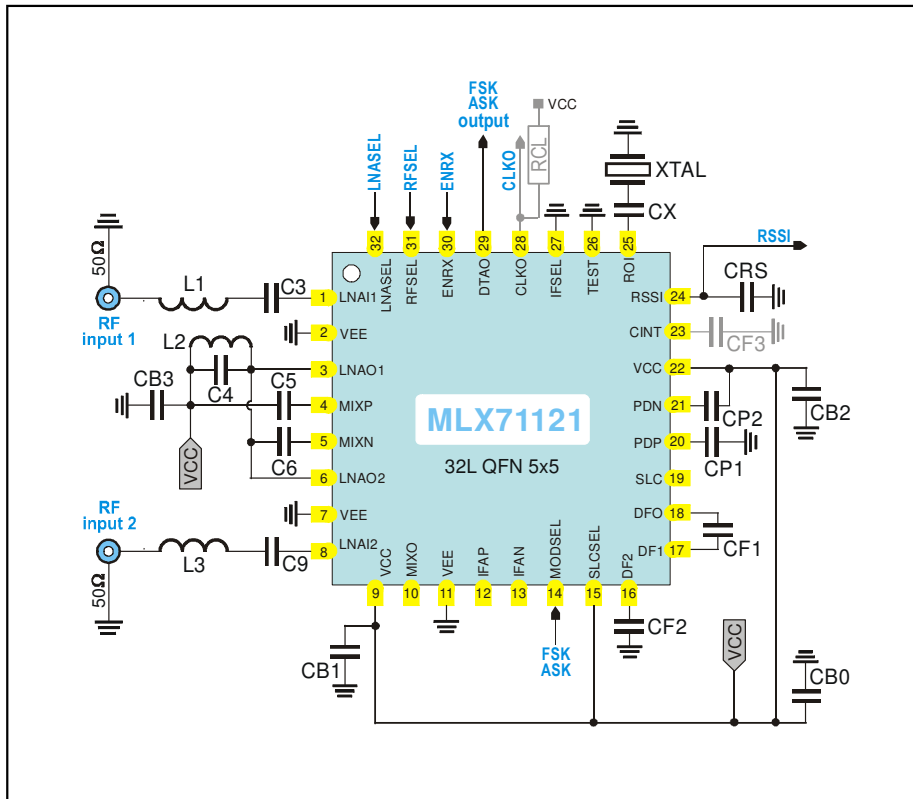 FSK
ASK
output
VCC
RCL
CLKO
LNASEL
RFSEL
ENRX
XTAL
CX
32
31
30
29
28
27
26
25
LNASEL
RFSEL
ENRX
DTAO
CLKO
IFSEL
TEST
ROI
50Ω
RF
input 1
L1
C3
1 LNAI1
2 VEE
L2
C4
3 LNAO1
CB3
C5
4 MIXP
5 MIXN
C6
VCC
6 LNAO2
7 VEE
RF
input 2
50Ω
L3
C9
8 LNAI2
MLX71121
32L QFN 5x5
RSSI
RSSI 24
CRS
CINT 23
CF3
VCC 22
CB2
PDN 21
CP2
PDP 20
CP1
SLC 19
DFO 18
CF1
DF1 17
VCC
MIXO
VEE
IFAP
IFAN
MODSEL
SLCSEL
DF2
9
10
11
12
13
14
15
16
CB1
FSK
ASK
CF2
VCC
CB0